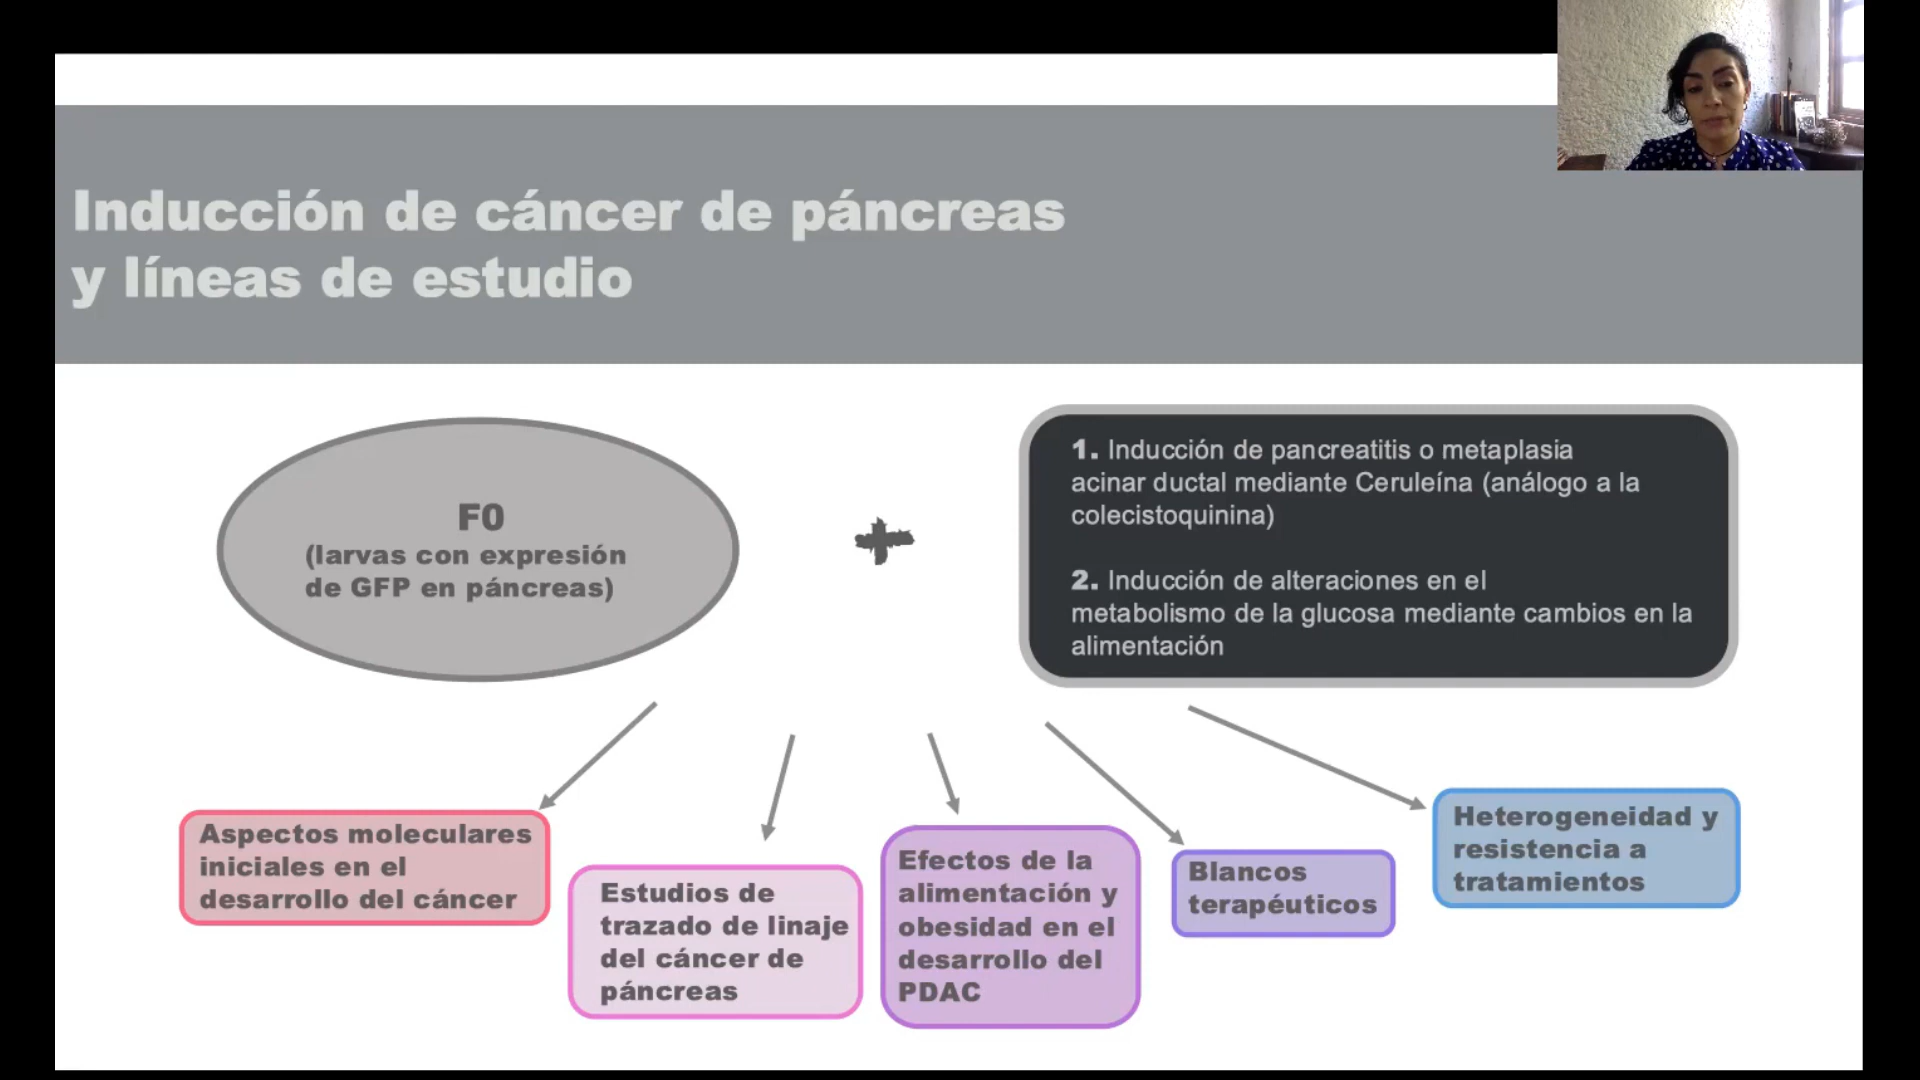 Inducción de cáncer de páncreas
y líneas de estudio
F0
(larvas con expresión
de GFP en páncreas)
+
1. Inducción de pancreatitis o metaplasia
acinar ductal mediante Ceruleína (análogo a la
colecistoquinina)
2. Inducción de alteraciones en el
metabolismo de la glucosa mediante cambios en la
alimentación
Aspectos moleculares
iniciales en el
desarrollo del cáncer
Estudios de
trazado de linaje
del cáncer de
páncreas
Efectos de la
alimentación y
obesidad en el
desarrollo del
PDAC
Blancos
terapéuticos
Heterogeneidad y
resistencia a
tratamientos